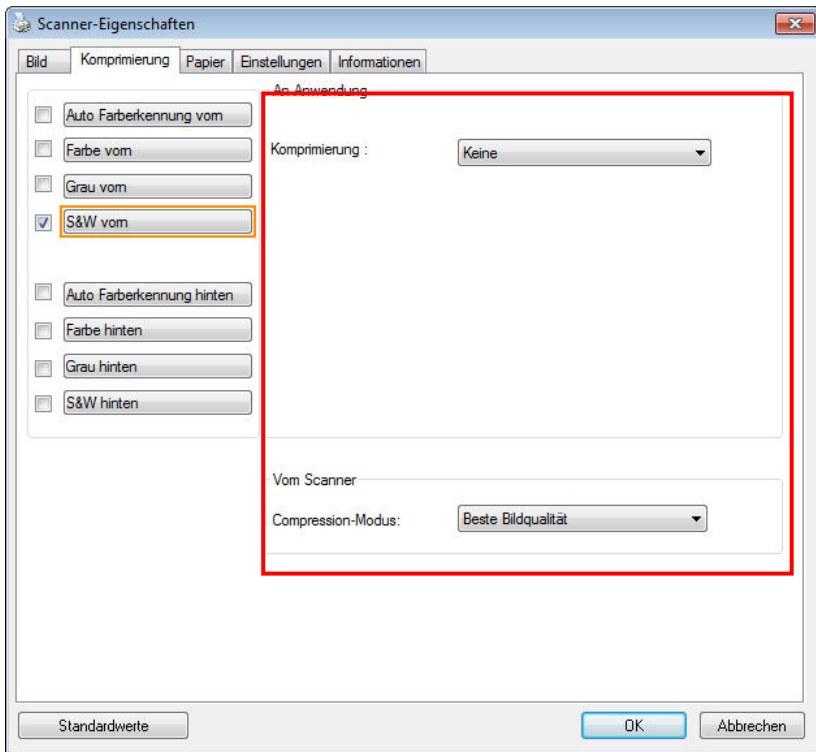 Scanner-Eigenschaften
Bild Komprimierung Papier Einstellungen Informationen
An Anwendung
Auto Farberkennung vorn
Farbe vorn
Komprimierung :
Keine
Grau vorn
S&W vorn
Auto Farberkennung hinten
Farbe hinten
Grau hinten
S&W hinten
Vom Scanner
Compression-Modus:
Beste Bildqualität
Standardwerte
OK
Abbrechen